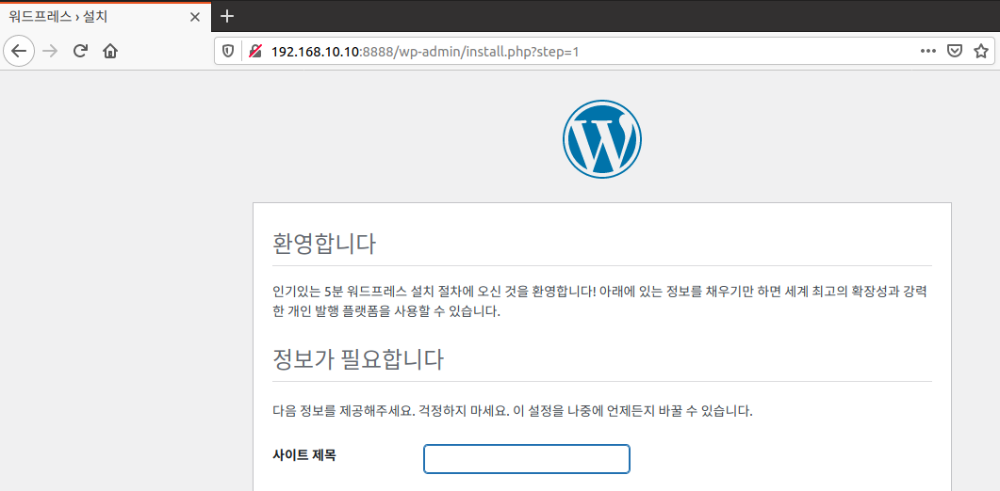 워드프레스 › 설치
192.168.10.10:8888/wp-admin/install.php?step=1
환영합니다
인기있는 5분 워드프레스 설치 절차에 오신 것을 환영합니다! 아래에 있는 정보를 채우기만 하면 세계 최고의 확장성과 강력
한 개인 발행 플랫폼을 사용할 수 있습니다.
정보가 필요합니다
다음 정보를 제공해주세요. 걱정하지 마세요. 이 설정을 나중에 언제든지 바꿀 수 있습니다.
사이트 제목